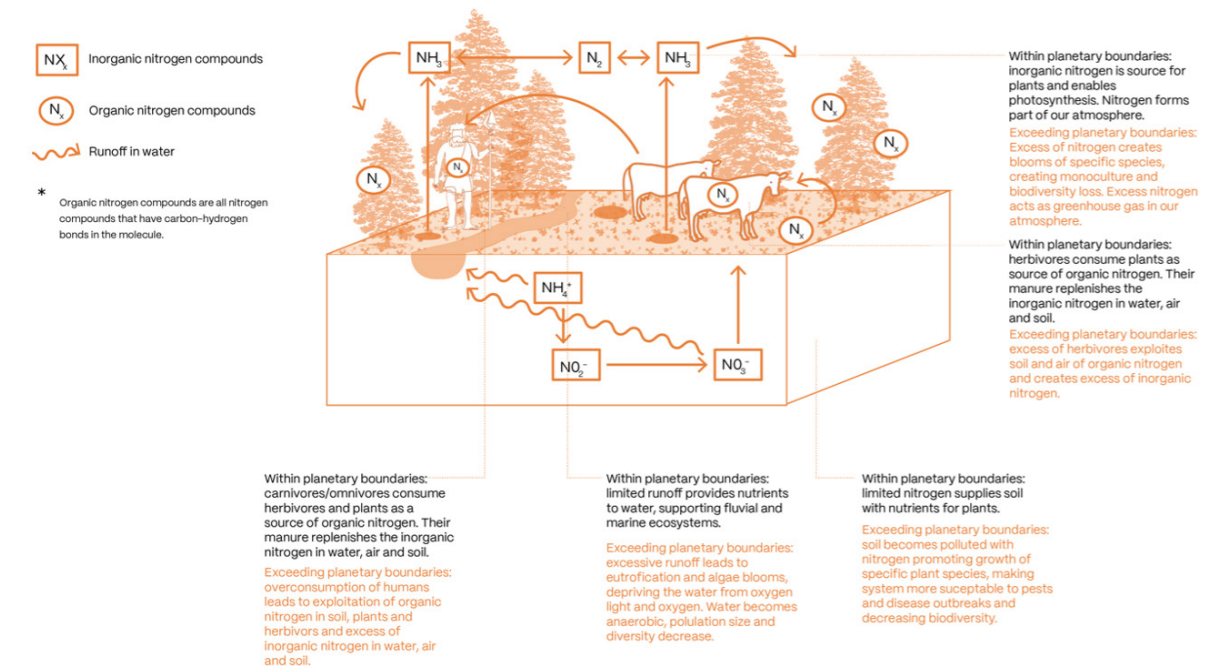 NXx
Inorganic nitrogen compounds
Nx
Organic nitrogen compounds
Runoff in water
*
Organic nitrogen compounds are all nitrogen
compounds that have carbon-hydrogen
bonds in the molecule.
NH3
N2
NH3
Nx
Nx
Nx
Nx
Nx
Nx
NH4+
NO2-
NO3-
Within planetary boundaries:
inorganic nitrogen is source for
plants and enables
photosynthesis. Nitrogen forms
part of our atmosphere.
Exceeding planetary boundaries:
Excess of nitrogen creates
blooms of specific species,
creating monoculture and
biodiversity loss. Excess nitrogen
acts as greenhouse gas in our
atmosphere.
Within planetary boundaries:
herbivores consume plants as
source of organic nitrogen. Their
manure replenishes the
inorganic nitrogen in water, air
and soil.
Exceeding planetary boundaries:
excess of herbivores exploites
soil and air of organic nitrogen
and creates excess of inorganic
nitrogen.
Within planetary boundaries:
carnivores/omnivores consume
herbivores and plants as a
source of organic nitrogen. Their
manure replenishes the inorganic
nitrogen in water, air and soil.
Exceeding planetary boundaries:
overconsumption of humans
leads to exploitation of organic
nitrogen in soil, plants and
herbivors and excess of
inorganic nitrogen in water, air
and soil.
Within planetary boundaries:
limited runoff provides nutrients
to water, supporting fluvial and
marine ecosystems.
Exceeding planetary boundaries:
excessive runoff leads to
eutrofication and algae blooms,
depriving the water from oxygen
light and oxygen. Water becomes
anaerobic, polulation size and
diversity decrease.
Within planetary boundaries:
limited nitrogen supplies soil
with nutrients for plants.
Exceeding planetary boundaries:
soil becomes polluted with
nitrogen promoting growth of
specific plant species, making
system more suceptable to pests
and disease outbreaks and
decreasing biodiversity.